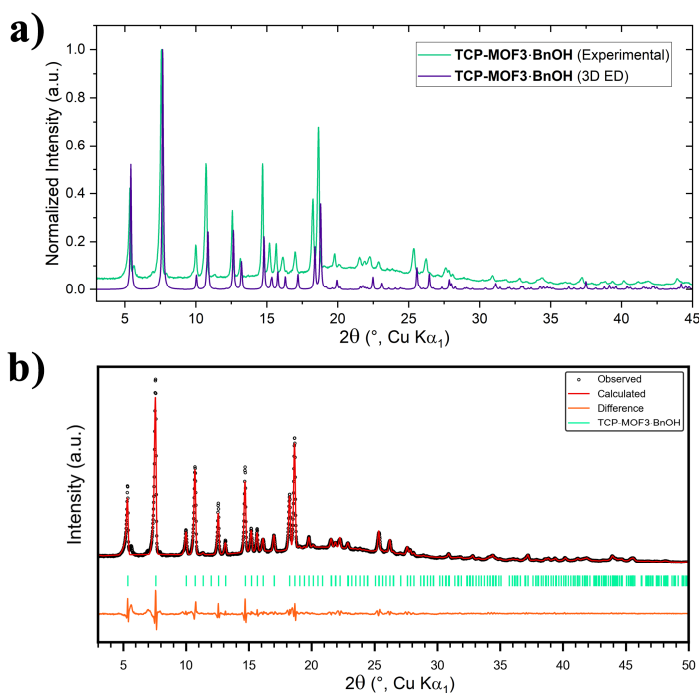 a)
Normalized Intensity (a.u.)
1.0
0.8
0.6
0.4
0.2
0.0
TCP-MOF3·BnOH (Experimental)
TCP-MOF3·BnOH (3D ED)
5 10 15 20 25 30 35 40 45
2θ (°, Cu Kα₁)
b)
Intensity (a.u.)
Observed
Calculated
Difference
TCP-MOF3·BnOH
5 10 15 20 25 30 35 40 45 50
2θ (°, Cu Kα₁)